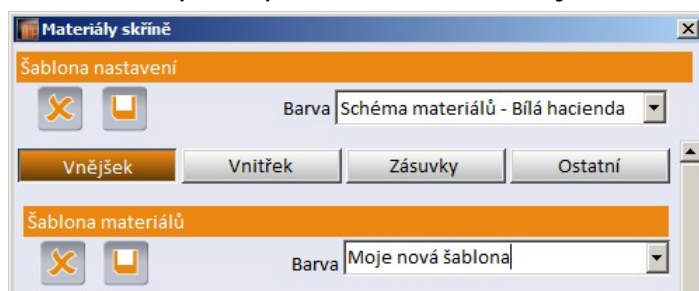 Materiály skříně
Šablona nastavení
Barva Schéma materiálů - Bílá hacienda
Vnějšek Vnitřek Zásuvky Ostatní
Šablona materiálů
Barva Moje nová šablona